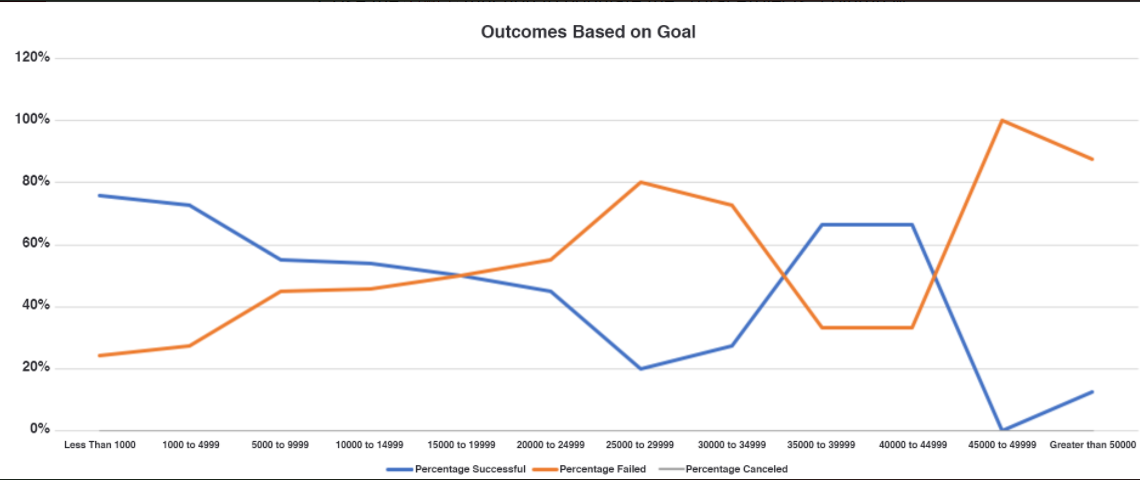 Outcomes Based on Goal
120%
100%
80%
60%
40%
20%
0%
Less Than 1000 1000 to 4999 5000 to 9999 10000 to 14999 15000 to 19999 20000 to 24999 25000 to 29999 30000 to 34999 35000 to 39999 40000 to 44999 45000 to 49999 Greater than 50000
Percentage Successful Percentage Failed Percentage Canceled